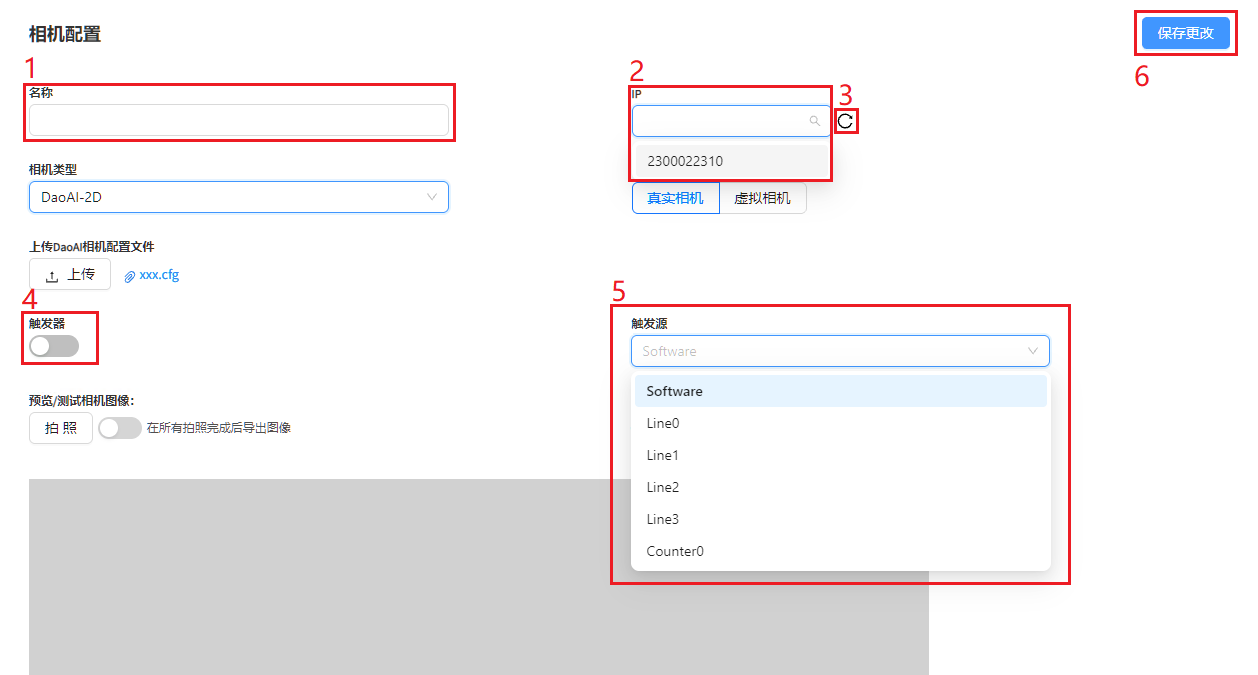 相机配置
保存更改
6
1
名称
2
IP
3
2300022310
相机类型
DaoAI-2D
真实相机
虚拟相机
上传DaoAI相机配置文件
上传
xxx.cfg
4
触发器
5
触发源
Software
Software
Line0
Line1
Line2
Line3
Counter0
预览/测试相机图像:
拍 照
在所有拍照完成后导出图像